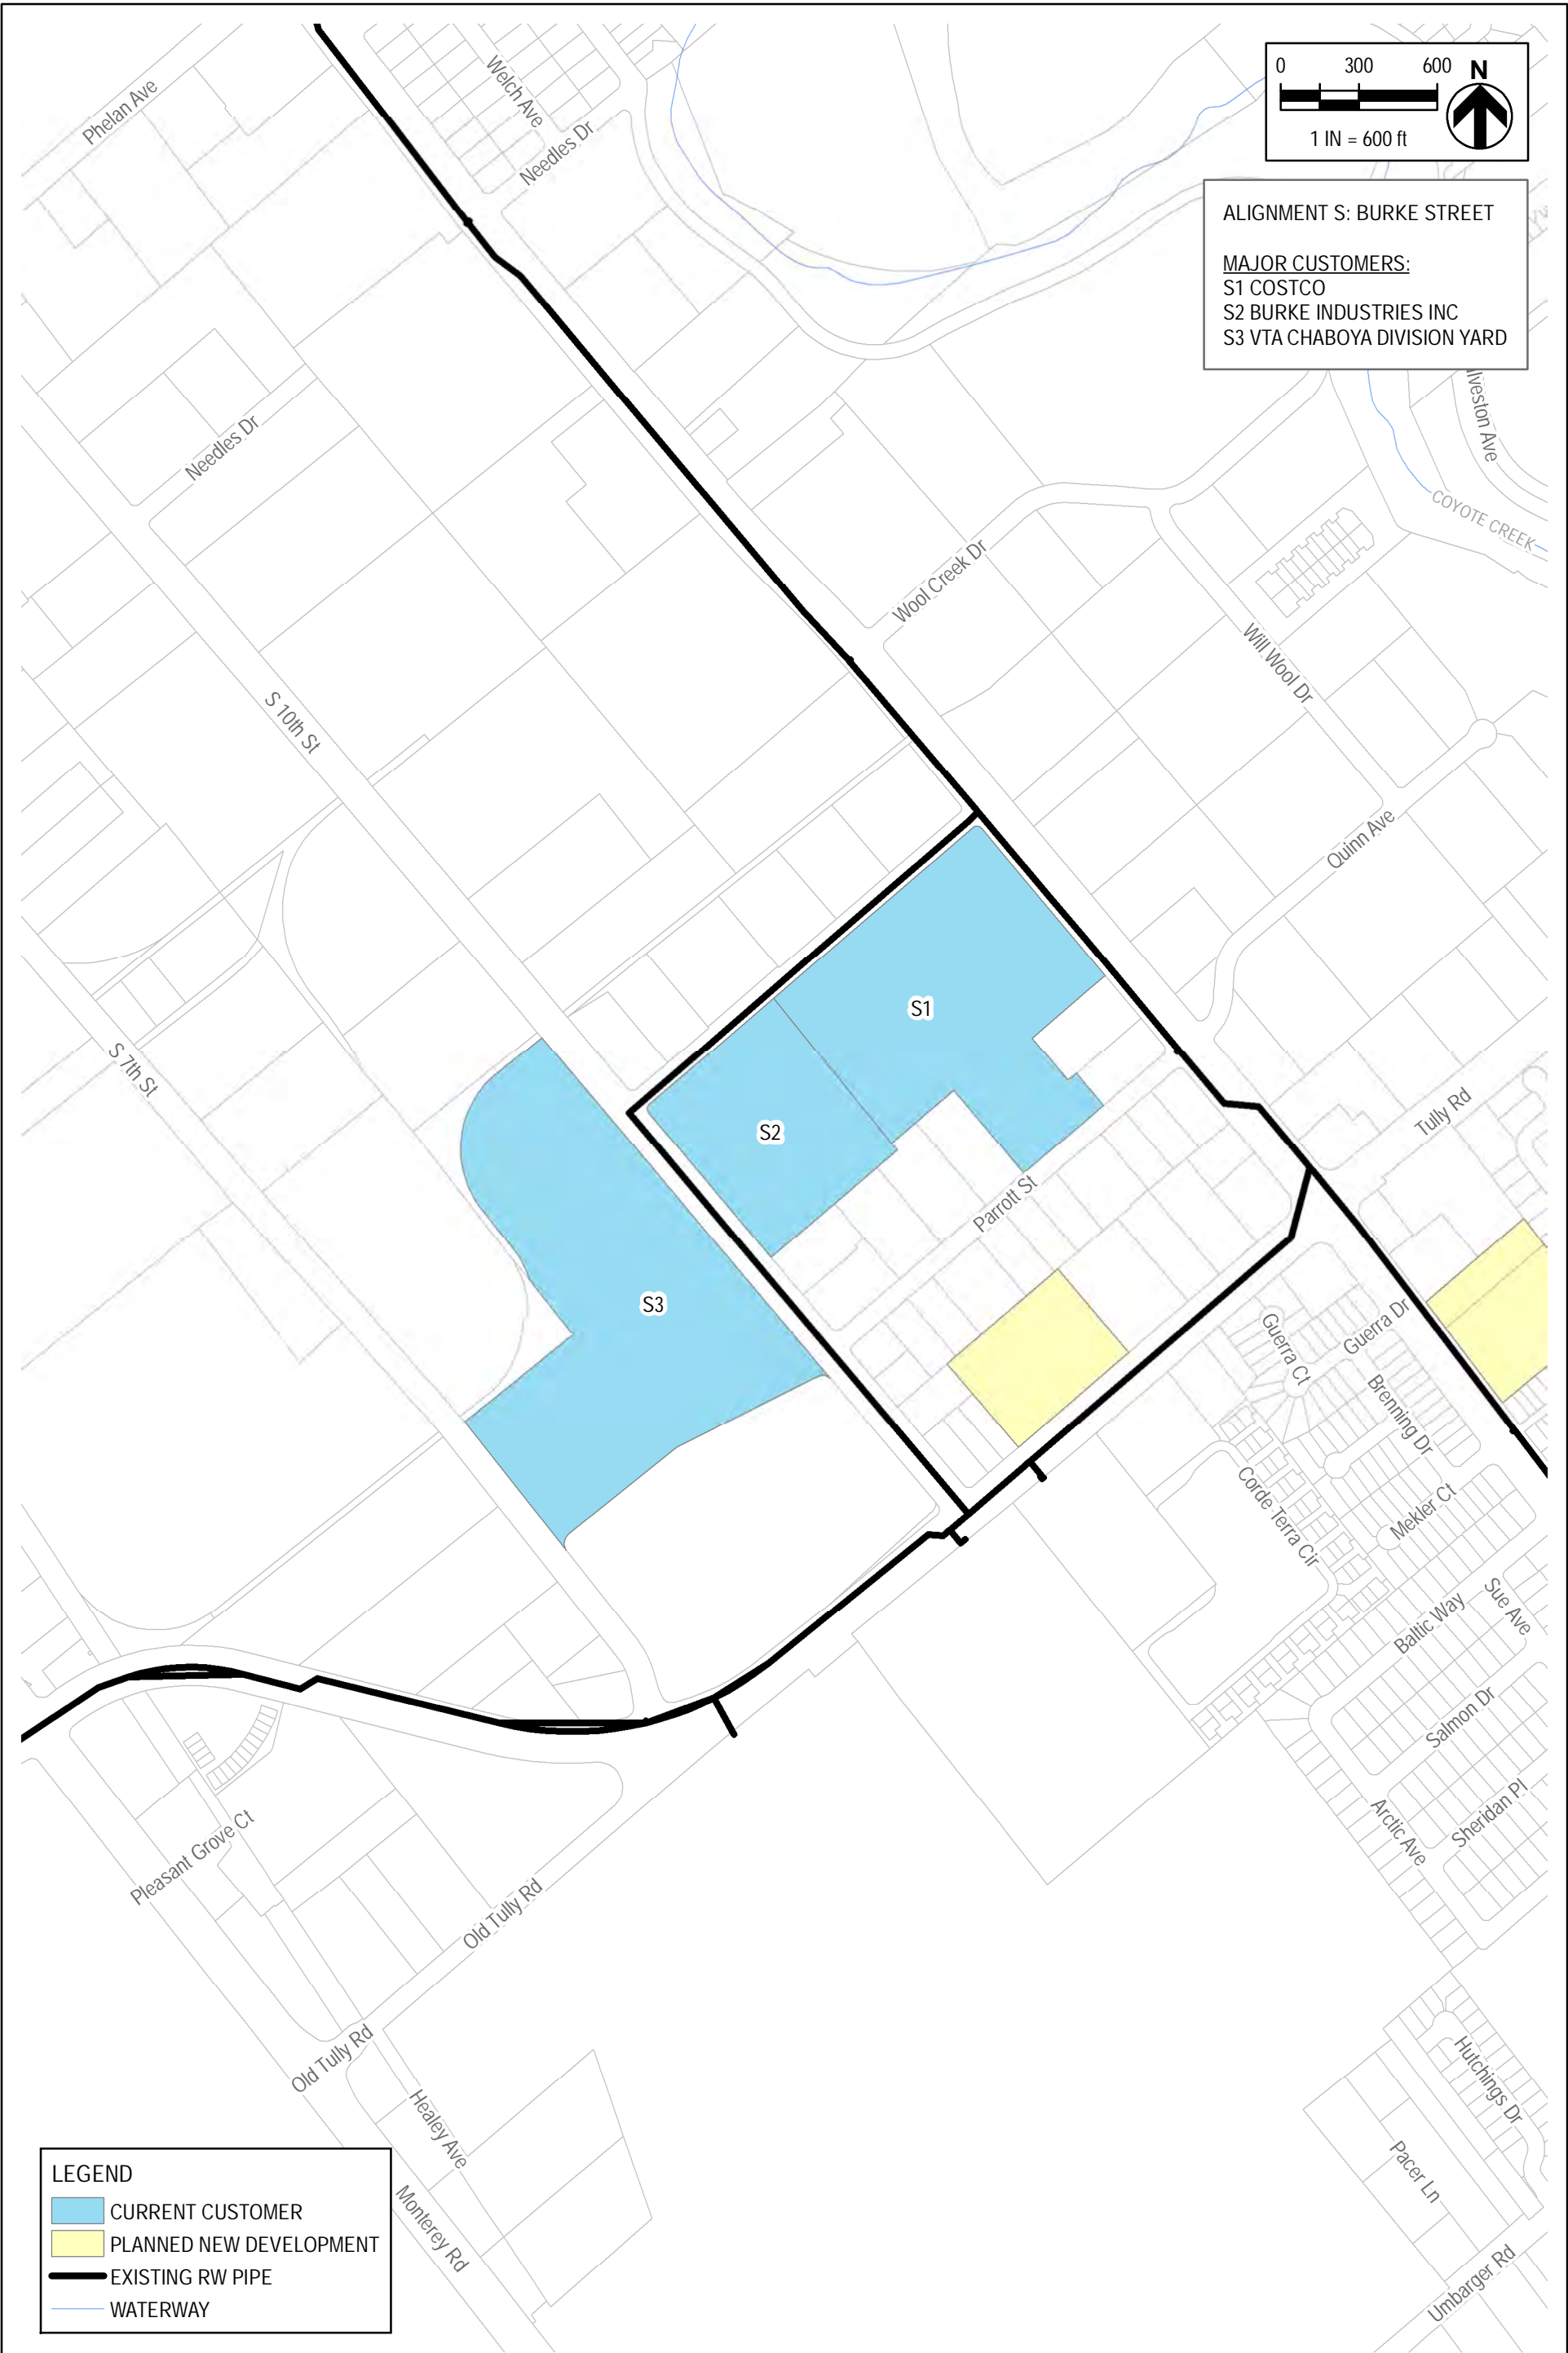 0 300 600 N
1 IN = 600 ft
ALIGNMENT S: BURKE STREET
MAJOR CUSTOMERS:
S1 COSTCO
S2 BURKE INDUSTRIES INC
S3 VTA CHABOYA DIVISION YARD
Phelan Ave
Welch Ave
Needles Dr
Needles Dr
lveston Ave
COYOTE CREEK
Wool Creek Dr
Will Wool Dr
S 10th St
Quinn Ave
S1
S7th St
S2
Tully Rd
Parrott St
S3
Guerra Ct
Guerra Dr
Brenning Dr
Corde Terra Cir
Mekler Ct
Sue Ave
Baltic Way
Salmon Dr
Arctic Ave
Sheridan Pl
Pleasant Grove Ct
Old Tully Rd
Old Tully Rd
Healey Ave
Hutchings Dr
Pacer Ln
Monterey Rd
Umbarger Rd
LEGEND
CURRENT CUSTOMER
PLANNED NEW DEVELOPMENT
EXISTING RW PIPE
WATERWAY